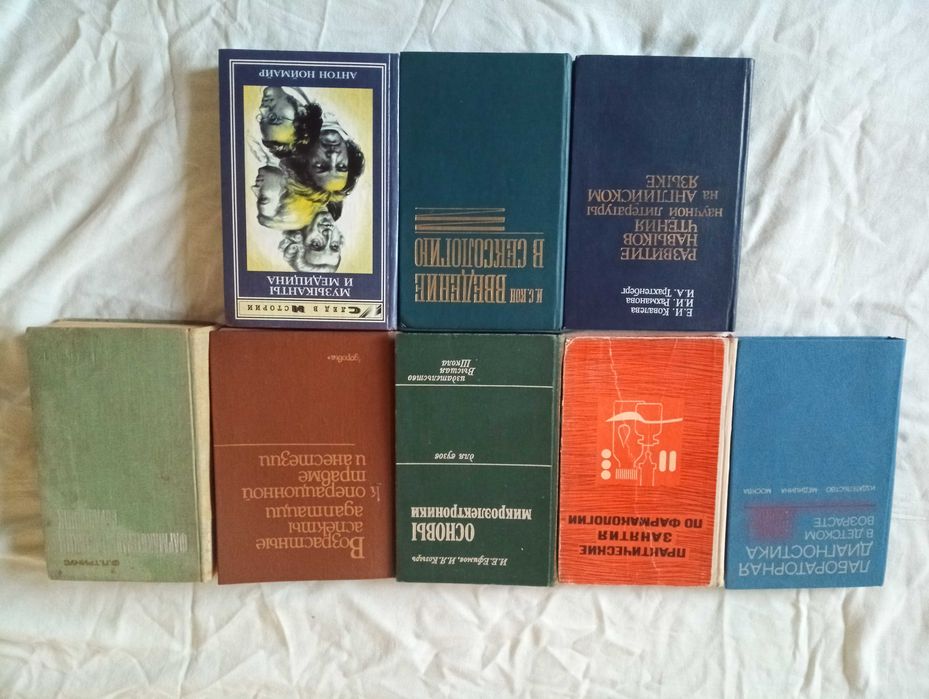 СЛЕД В ИСТОРИИ
МУЗЫКАНТЫ
И МЕДИЦИНА
АНТОН НОЙМАЙР
И.С.КОН ВВЕДЕНИЕ
В СЕКСОЛОГИЮ
Е.И. Ковалева
И.И. Рахманова
И.А. Трахтенберг
РАЗВИТИЕ
НАВЫКОВ
ЧТЕНИЯ
научной литературы
на АНГЛИЙСКОМ
ЯЗЫКЕ
Ф.П.ТРИНУС
Возрастные
аспекты
адаптации
к операционной
травме
и анестезии
И.Е.Ефимов, И.Я.Козырь
ОСНОВЫ
МИКРОЭЛЕКТРОНИКИ
для вузов
издательство
Высшая
Школа
ПРАКТИЧЕСКИЕ
ЗАНЯТИЯ
ПО ФАРМАКОЛОГИИ
ЛАБОРАТОРНАЯ
ДИАГНОСТИКА
В ДЕТСКОМ
ВОЗРАСТЕ
ИЗДАТЕЛЬСТВО МЕДИЦИНА МОСКВА